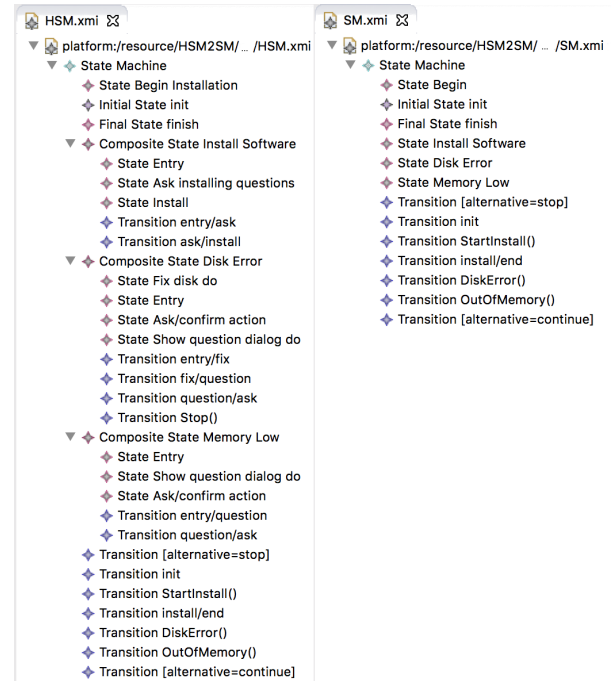 HSM.xmi
platform:/resource/HSM2SM/ ... /HSM.xmi
State Machine
State Begin Installation
Initial State init
Final State finish
Composite State Install Software
State Entry
State Ask installing questions
State Install
Transition entry/ask
Transition ask/install
Composite State Disk Error
State Fix disk do
State Entry
State Ask/confirm action
State Show question dialog do
Transition entry/fix
Transition fix/question
Transition question/ask
Transition Stop()
Composite State Memory Low
State Entry
State Show question dialog do
State Ask/confirm action
Transition entry/question
Transition question/ask
Transition [alternative=stop]
Transition init
Transition StartInstall()
Transition install/end
Transition DiskError()
Transition OutOfMemory()
Transition [alternative=continue]
SM.xmi
platform:/resource/HSM2SM/ ... /SM.xmi
State Machine
State Begin
Initial State init
Final State finish
State Install Software
State Disk Error
State Memory Low
Transition [alternative=stop]
Transition init
Transition StartInstall()
Transition install/end
Transition DiskError()
Transition OutOfMemory()
Transition [alternative=continue]